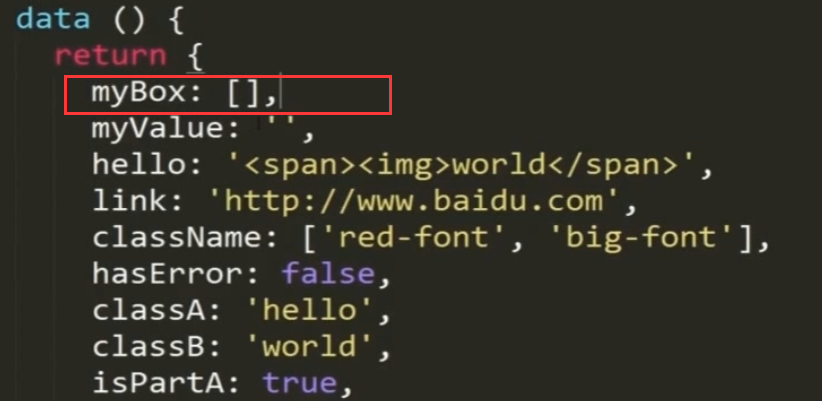 data () {
return {
myBox: [],
myValue: '',
hello: '<span><img>world</span>',
link: 'http://www.baidu.com',
className: ['red-font', 'big-font'],
hasError: false,
classA: 'hello',
classB: 'world',
isPartA: true,